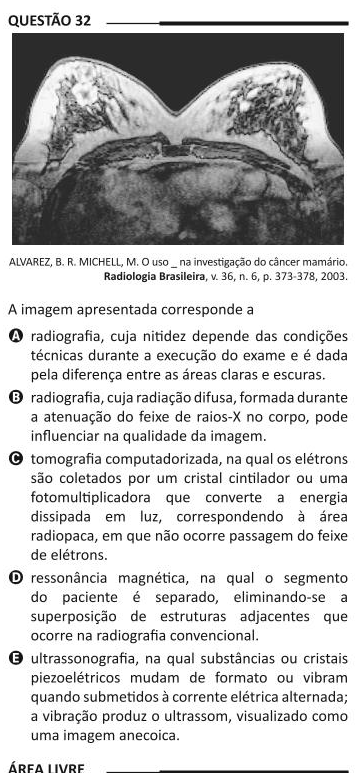 QUESTÃO 32
ALVAREZ, B. R. MICHELL, M. O uso _ na investigação do câncer mamário.
Radiologia Brasileira, v. 36, n. 6, p. 373-378, 2003.
A imagem apresentada corresponde a
A radiografia, cuja nitidez depende das condições
técnicas durante a execução do exame e é dada
pela diferença entre as áreas claras e escuras.
B radiografia, cuja radiação difusa, formada durante
a atenuação do feixe de raios-X no corpo, pode
influenciar na qualidade da imagem.
C tomografia computadorizada, na qual os elétrons
são coletados por um cristal cintilador ou uma
fotomultiplicadora que converte a energia
dissipada em luz, correspondendo à área
radiopaca, em que não ocorre passagem do feixe
de elétrons.
D ressonância magnética, na qual o segmento
do paciente é separado, eliminando-se a
superposição de estruturas adjacentes que
ocorre na radiografia convencional.
E ultrassonografia, na qual substâncias ou cristais
piezoelétricos mudam de formato ou vibram
quando submetidos à corrente elétrica alternada;
a vibração produz o ultrassom, visualizado como
uma imagem anecoica.
ÁREA LIVRE